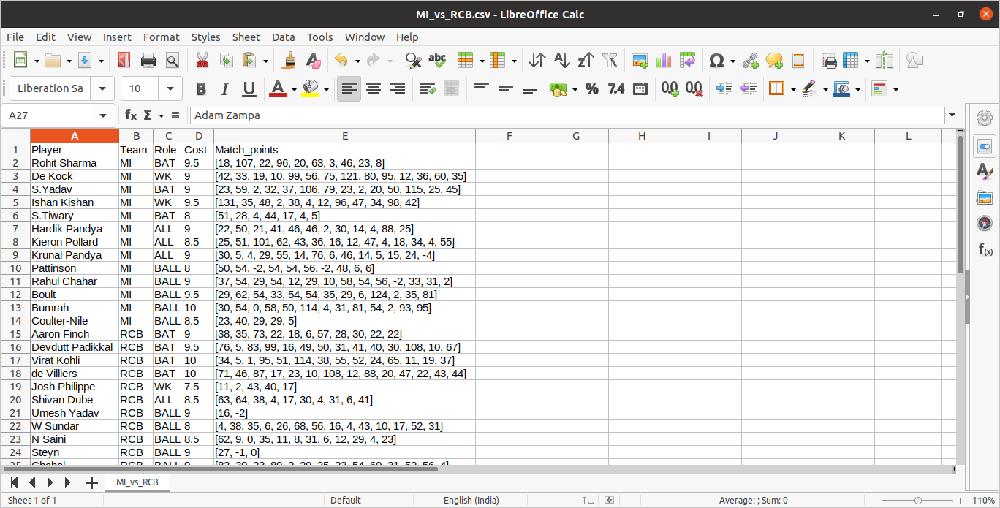 MI_vs_RCB.csv - LibreOffice Calc
File Edit View Insert Format Styles Sheet Data Tools Window Help
Liberation Sa 10
A27 Adam Zampa
A B C D E F G H I J K L
1 Player Team Role Cost Match_points
2 Rohit Sharma MI BAT 9.5 [18, 107, 22, 96, 20, 63, 3, 46, 23, 8]
3 De Kock MI WK 9 [42, 33, 19, 10, 99, 56, 75, 121, 80, 95, 12, 36, 60, 35]
4 S.Yadav MI BAT 9 [23, 59, 2, 32, 37, 106, 79, 23, 2, 20, 50, 115, 25, 45]
5 Ishan Kishan MI WK 9.5 [131, 35, 48, 2, 38, 4, 12, 96, 47, 34, 98, 42]
6 S.Tiwary MI BAT 8 [51, 28, 4, 44, 17, 4, 5]
7 Hardik Pandya MI ALL 9 [22, 50, 21, 41, 46, 46, 2, 30, 14, 4, 88, 25]
8 Kieron Pollard MI ALL 8.5 [25, 51, 101, 62, 43, 36, 16, 12, 47, 4, 18, 34, 4, 55]
9 Krunal Pandya MI ALL 9 [30, 5, 4, 29, 55, 14, 76, 6, 46, 14, 5, 15, 24, -4]
10 Pattinson MI BALL 8 [50, 54, -2, 54, 54, 56, -2, 48, 6, 6]
11 Rahul Chahar MI BALL 9 [37, 54, 29, 54, 12, 29, 10, 58, 54, 56, -2, 33, 31, 2]
12 Boult MI BALL 9.5 [29, 62, 54, 33, 54, 54, 35, 29, 6, 124, 2, 35, 81]
13 Bumrah MI BALL 10 [30, 54, 0, 58, 50, 114, 4, 31, 81, 54, 2, 93, 95]
14 Coulter-Nile MI BALL 8.5 [23, 40, 29, 29, 5]
15 Aaron Finch RCB BAT 9 [38, 35, 73, 22, 18, 6, 57, 28, 30, 22, 22]
16 Devdutt Padikkal RCB BAT 9.5 [76, 5, 83, 99, 16, 49, 50, 31, 41, 40, 30, 108, 10, 67]
17 Virat Kohli RCB BAT 10 [34, 5, 1, 95, 51, 114, 38, 55, 52, 24, 65, 11, 19, 37]
18 de Villiers RCB BAT 10 [71, 46, 87, 17, 23, 10, 108, 12, 88, 20, 47, 22, 43, 44]
19 Josh Philippe RCB WK 7.5 [11, 2, 43, 40, 17]
20 Shivan Dube RCB ALL 8.5 [63, 64, 38, 4, 17, 30, 4, 31, 6, 41]
21 Umesh Yadav RCB BALL 9 [16, -2]
22 W Sundar RCB BALL 8 [4, 38, 35, 6, 26, 68, 56, 16, 4, 43, 10, 17, 52, 31]
23 N Saini RCB BALL 8.5 [62, 9, 0, 35, 11, 8, 31, 6, 12, 29, 4, 23]
24 Steyn RCB BALL 9 [27, -1, 0]
MI_vs_RCB
Sheet 1 of 1 Default English (India) Average: ; Sum: 0 110%